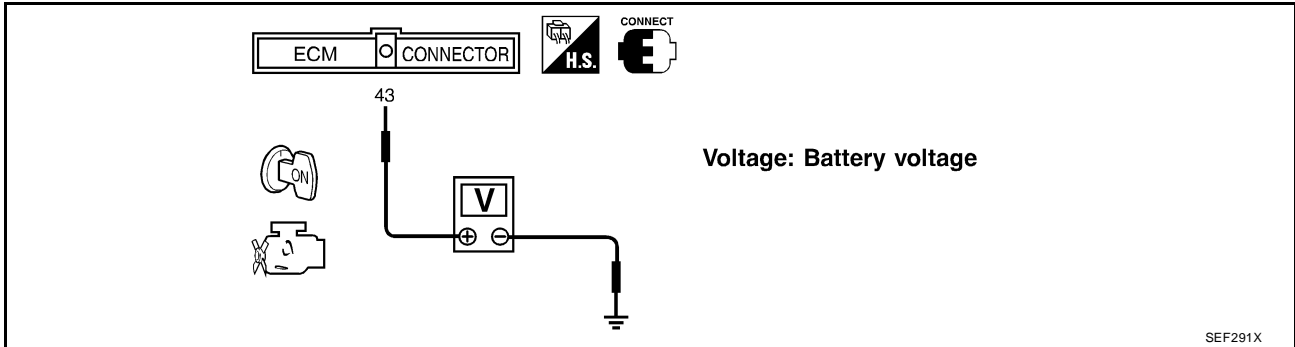 CONNECT
ECM CONNECTOR
H.S.
43
ON
Voltage: Battery voltage
V
SEF291X